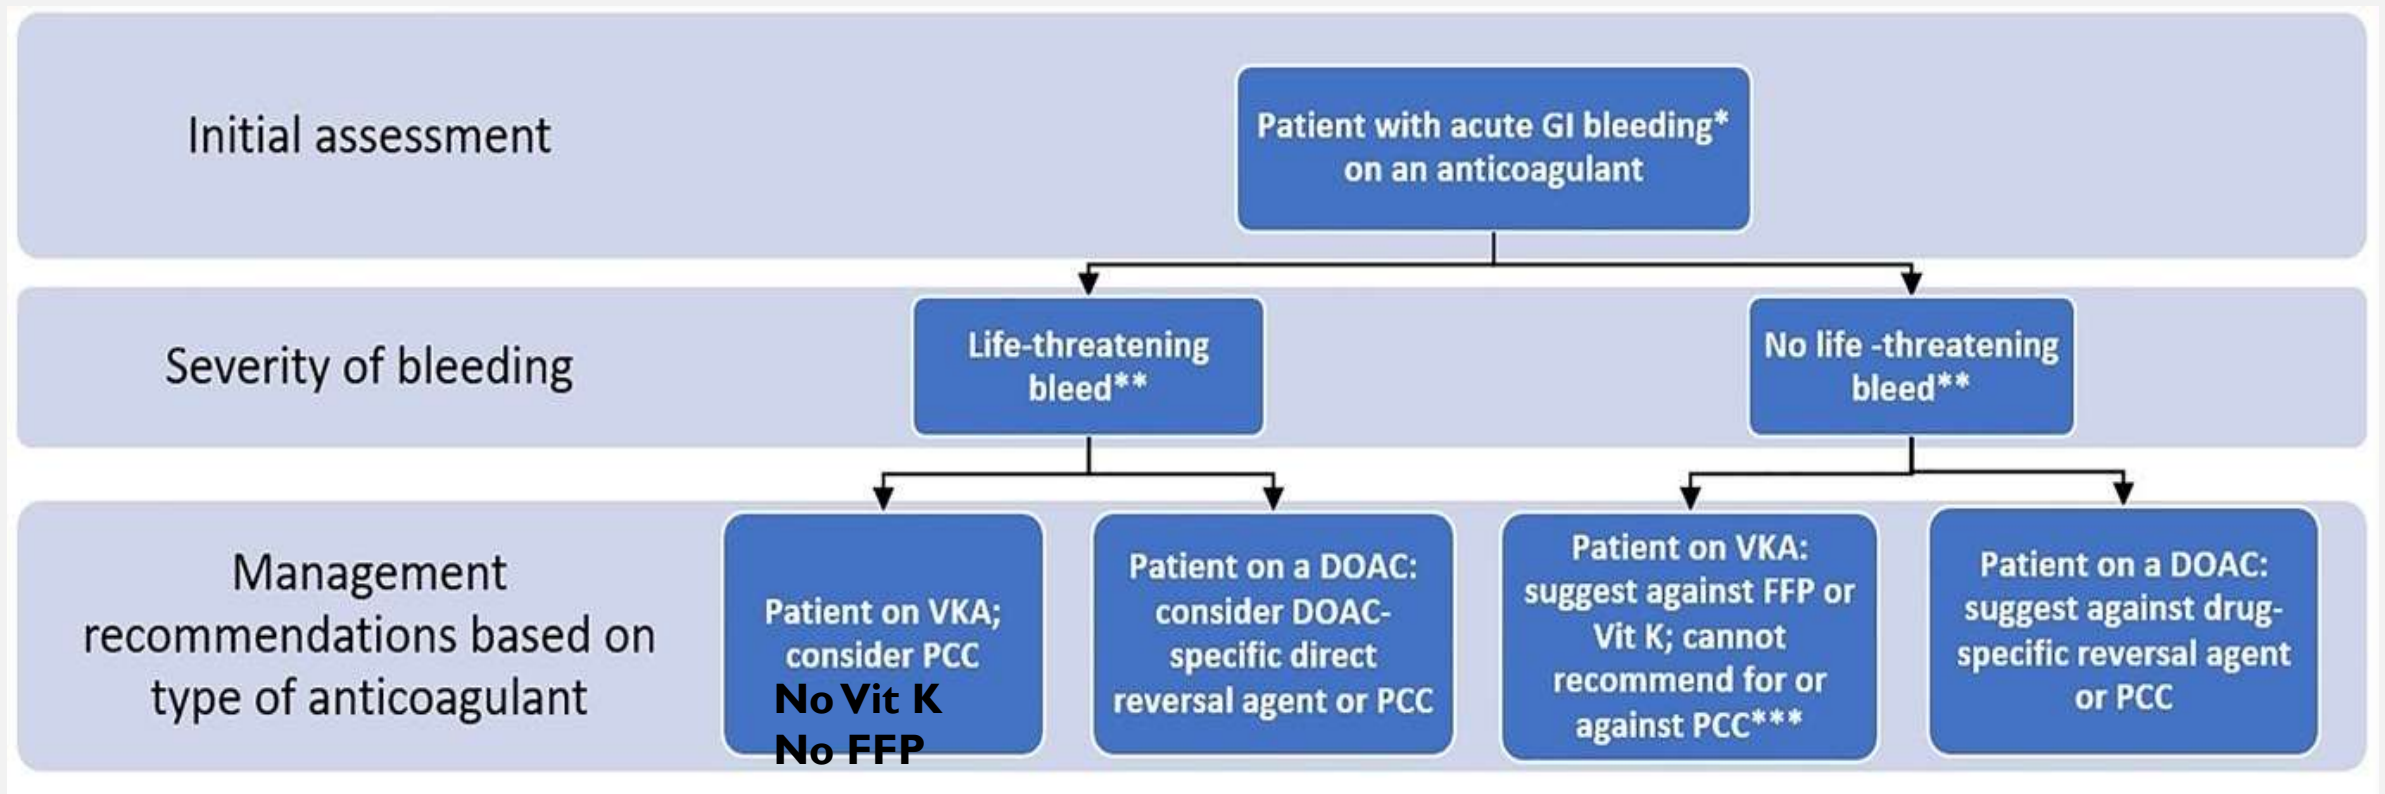 Initial assessment
Patient with acute GI bleeding*
on an anticoagulant
Severity of bleeding
Life-threatening
bleed**
No life -threatening
bleed**
Management
recommendations based on
type of anticoagulant
Patient on VKA;
consider PCC
No Vit K
No FFP
Patient on a DOAC:
consider DOAC-
specific direct
reversal agent or PCC
Patient on VKA:
suggest against FFP or
Vit K; cannot
recommend for or
against PCC***
Patient on a DOAC:
suggest against drug-
specific reversal agent
or PCC